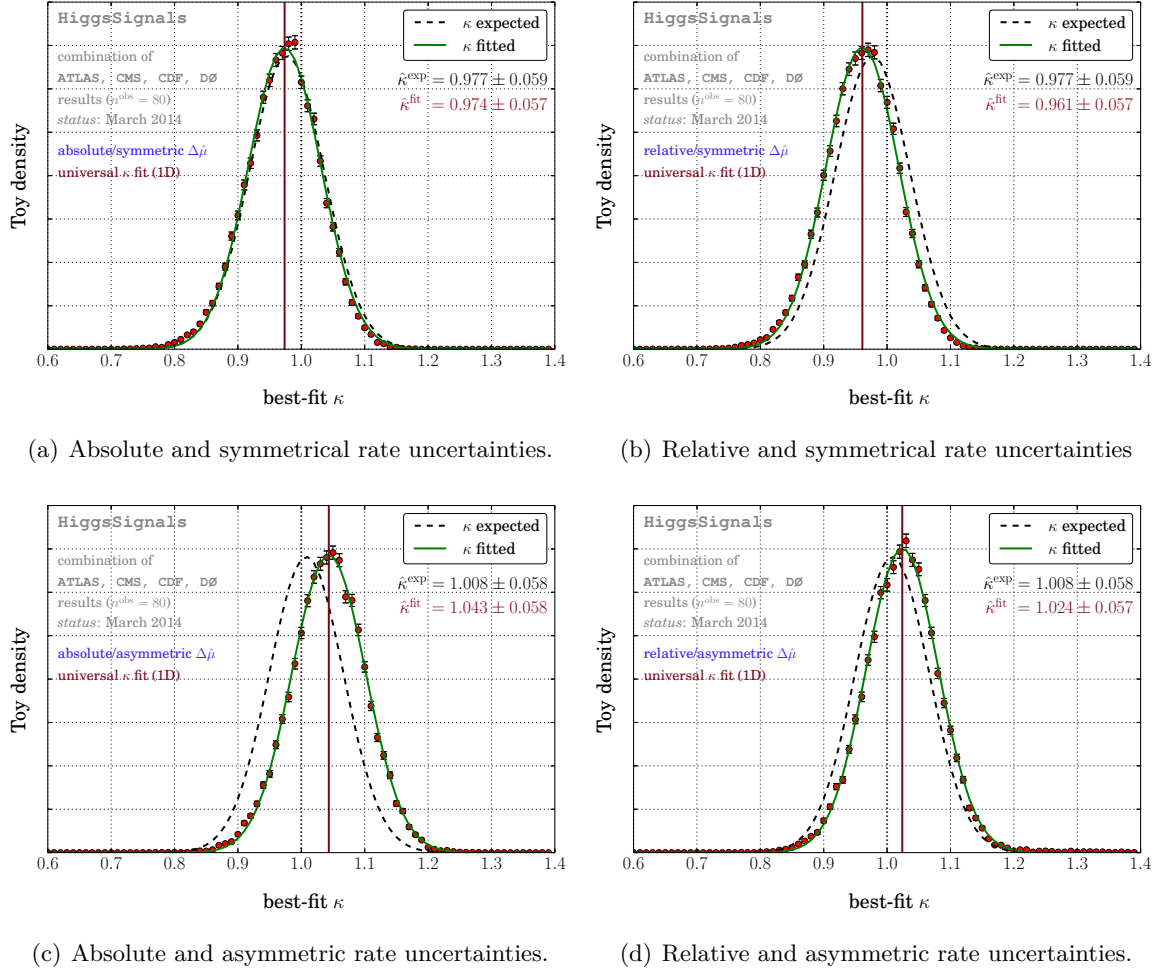 HiggsSignals
combination of
ATLAS, CMS, CDF, DØ
results (n^obs = 80)
status: March 2014
absolute/symmetric Δμ̂
universal κ fit (1D)
κ expected
κ fitted
κ̂^exp = 0.977 ± 0.059
κ̂^fit = 0.974 ± 0.057
Toy density
0.6 0.7 0.8 0.9 1.0 1.1 1.2 1.3 1.4
best-fit κ
(a) Absolute and symmetrical rate uncertainties.
HiggsSignals
combination of
ATLAS, CMS, CDF, DØ
results (n^obs = 80)
status: March 2014
relative/symmetric Δμ̂
universal κ fit (1D)
κ expected
κ fitted
κ̂^exp = 0.977 ± 0.059
κ̂^fit = 0.961 ± 0.057
Toy density
0.6 0.7 0.8 0.9 1.0 1.1 1.2 1.3 1.4
best-fit κ
(b) Relative and symmetrical rate uncertainties
HiggsSignals
combination of
ATLAS, CMS, CDF, DØ
results (n^obs = 80)
status: March 2014
absolute/asymmetric Δμ̂
universal κ fit (1D)
κ expected
κ fitted
κ̂^exp = 1.008 ± 0.058
κ̂^fit = 1.043 ± 0.058
Toy density
0.6 0.7 0.8 0.9 1.0 1.1 1.2 1.3 1.4
best-fit κ
(c) Absolute and asymmetric rate uncertainties.
HiggsSignals
combination of
ATLAS, CMS, CDF, DØ
results (n^obs = 80)
status: March 2014
relative/asymmetric Δμ̂
universal κ fit (1D)
κ expected
κ fitted
κ̂^exp = 1.008 ± 0.058
κ̂^fit = 1.024 ± 0.057
Toy density
0.6 0.7 0.8 0.9 1.0 1.1 1.2 1.3 1.4
best-fit κ
(d) Relative and asymmetric rate uncertainties.